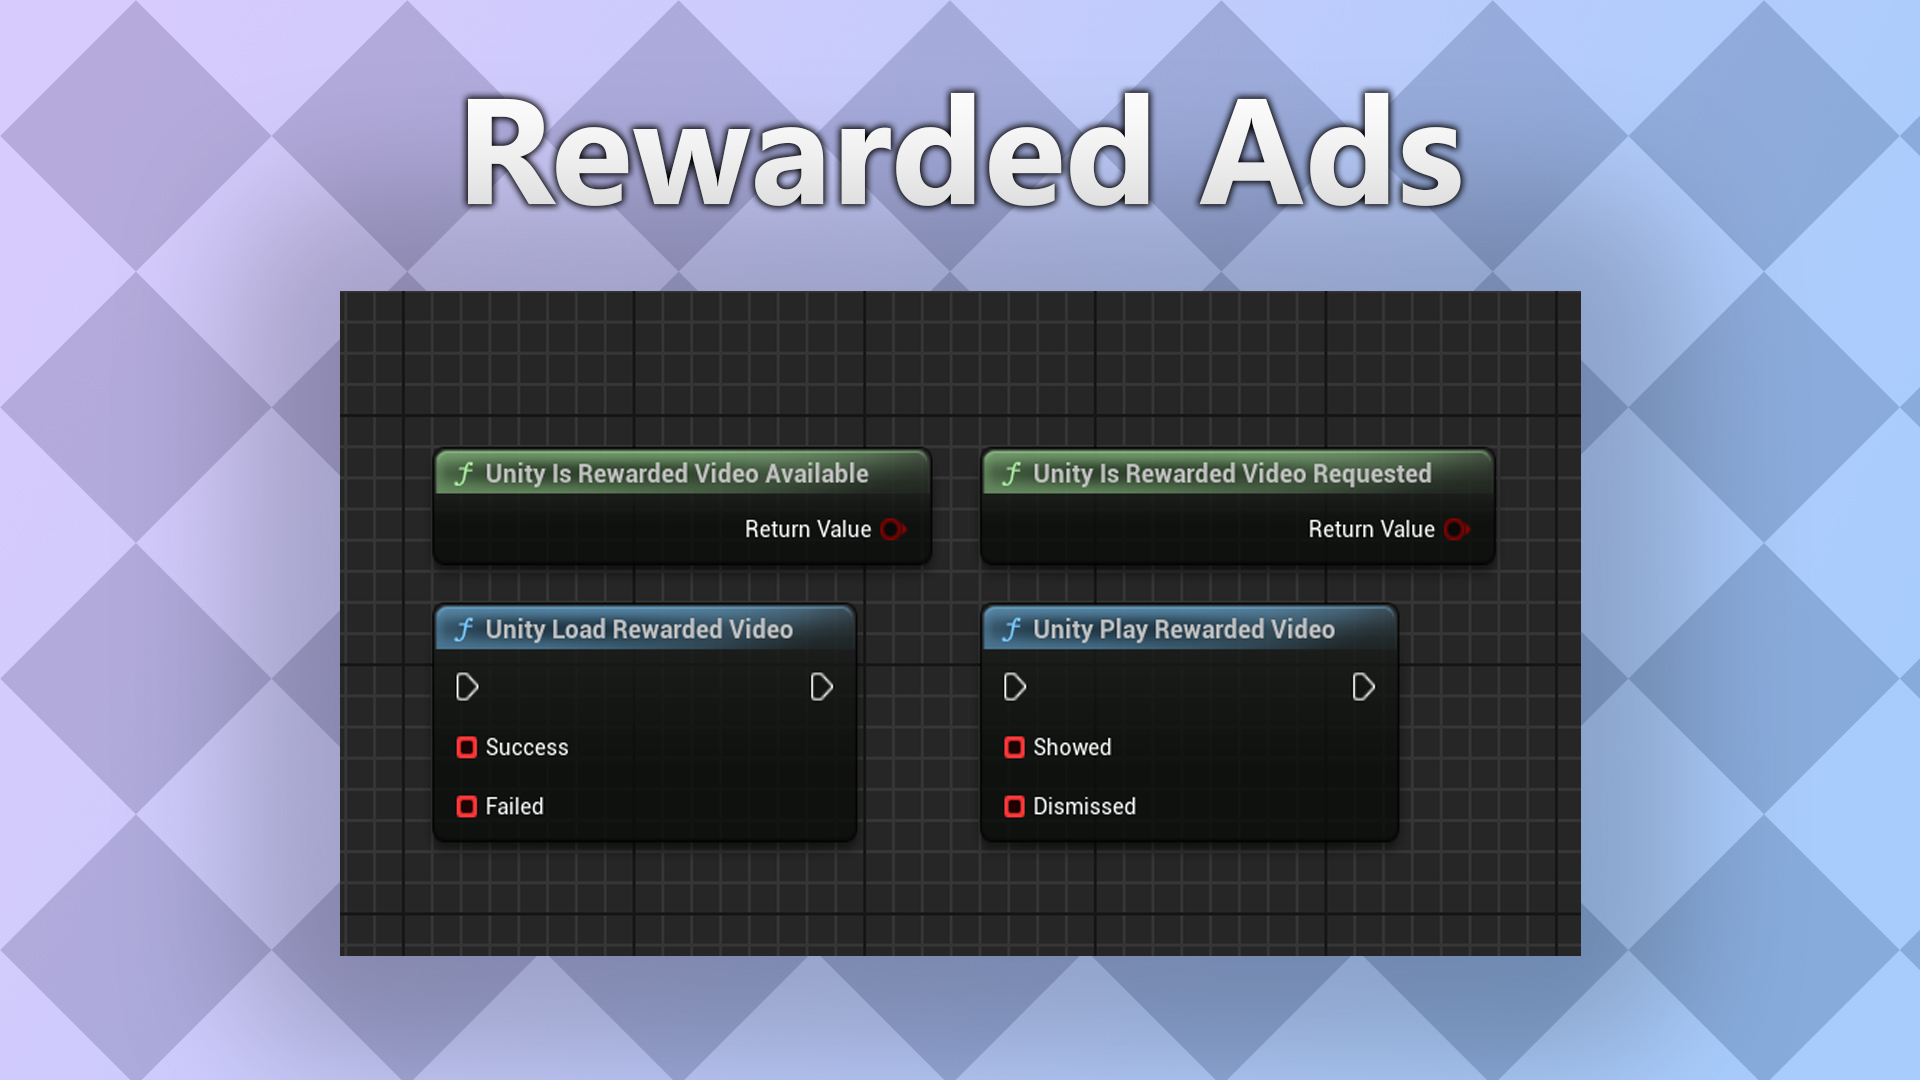 Rewarded Ads
Unity Is Rewarded Video Available
Return Value
Unity Is Rewarded Video Requested
Return Value
Unity Load Rewarded Video
Success
Failed
Unity Play Rewarded Video
Showed
Dismissed